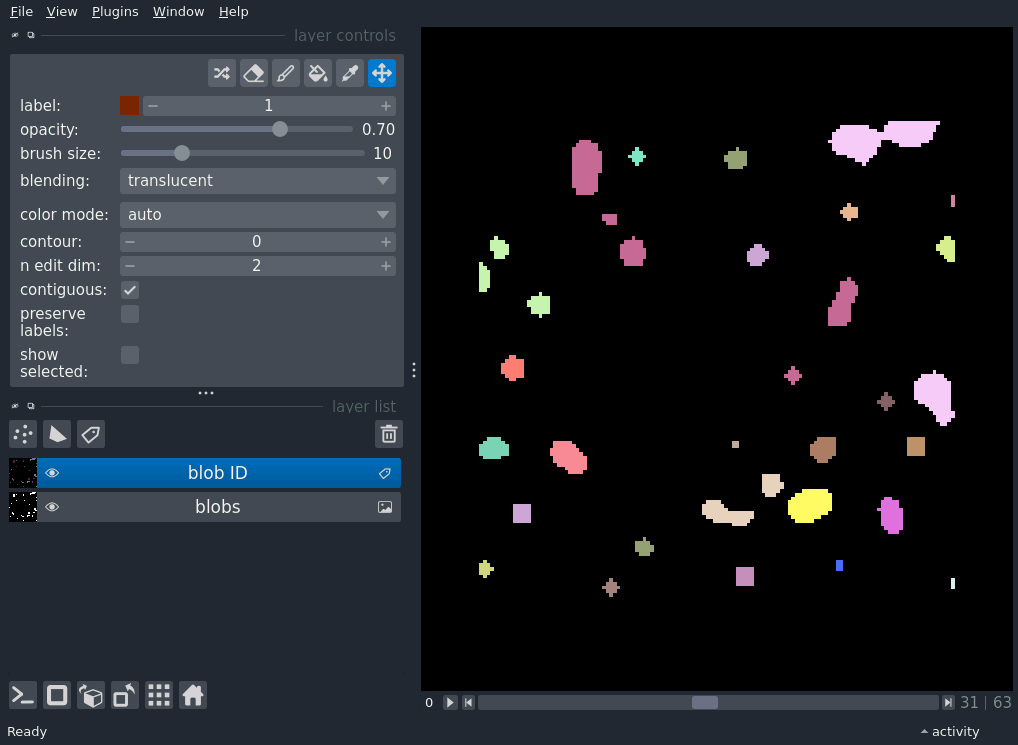 File View Plugins Window Help
layer controls
label: 1
opacity: 0.70
brush size: 10
blending: translucent
color mode: auto
contour: 0
n edit dim: 2
contiguous:
preserve
labels:
show
selected:
layer list
blob ID
blobs
0 31 | 63
Ready activity